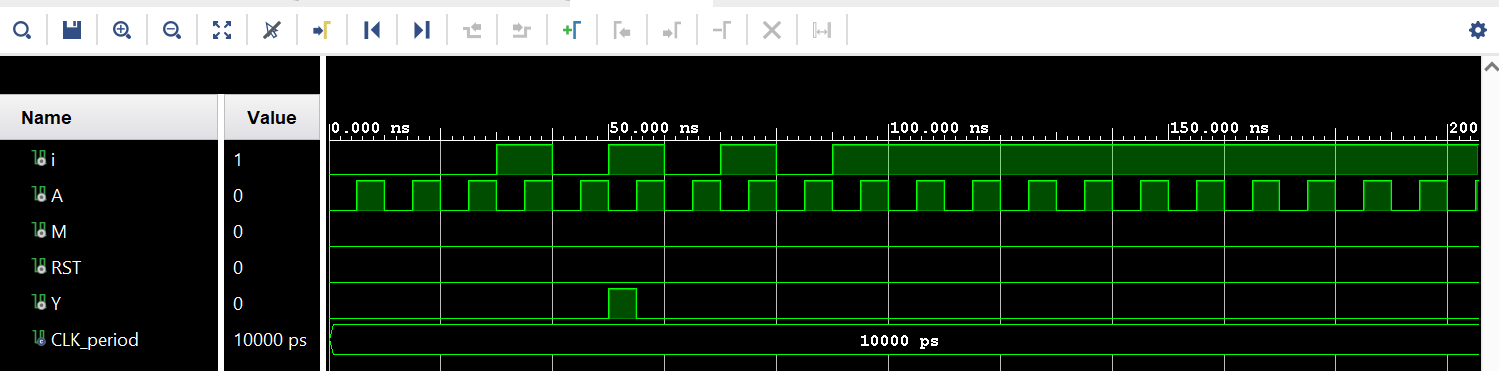 Name Value
0.000 ns 50.000 ns 100.000 ns 150.000 ns 200
i 1
A 0
M 0
RST 0
Y 0
CLK_period 10000 ps 10000 ps